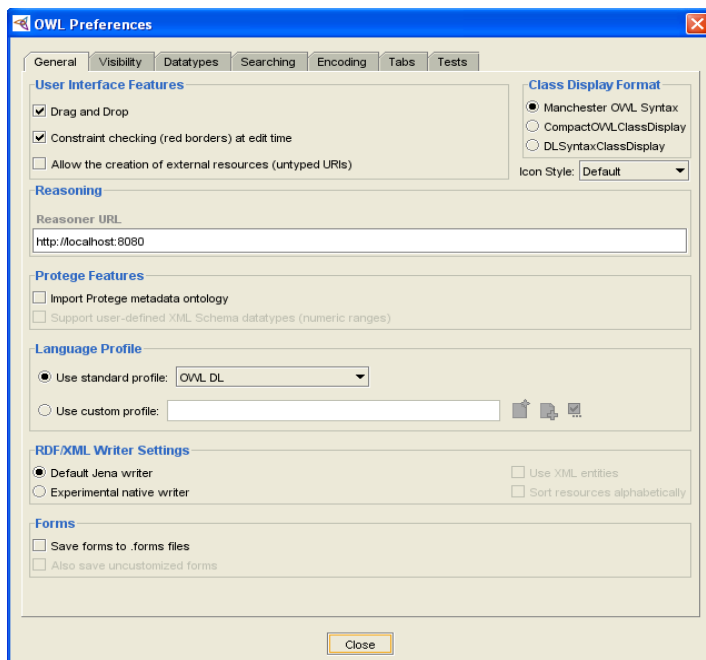 OWL Preferences
General Visibility Datatypes Searching Encoding Tabs Tests
User Interface Features
Drag and Drop
Constraint checking (red borders) at edit time
Allow the creation of external resources (untyped URIs)
Class Display Format
Manchester OWL Syntax
CompactOWLClassDisplay
DLSyntaxClassDisplay
Icon Style: Default
Reasoning
Reasoner URL
http://localhost:8080
Protege Features
Import Protege metadata ontology
Support user-defined XML Schema datatypes (numeric ranges)
Language Profile
Use standard profile: OWL DL
Use custom profile:
RDF/XML Writer Settings
Default Jena writer
Experimental native writer
Use XML entities
Sort resources alphabetically
Forms
Save forms to .forms files
Also save uncustomized forms
Close